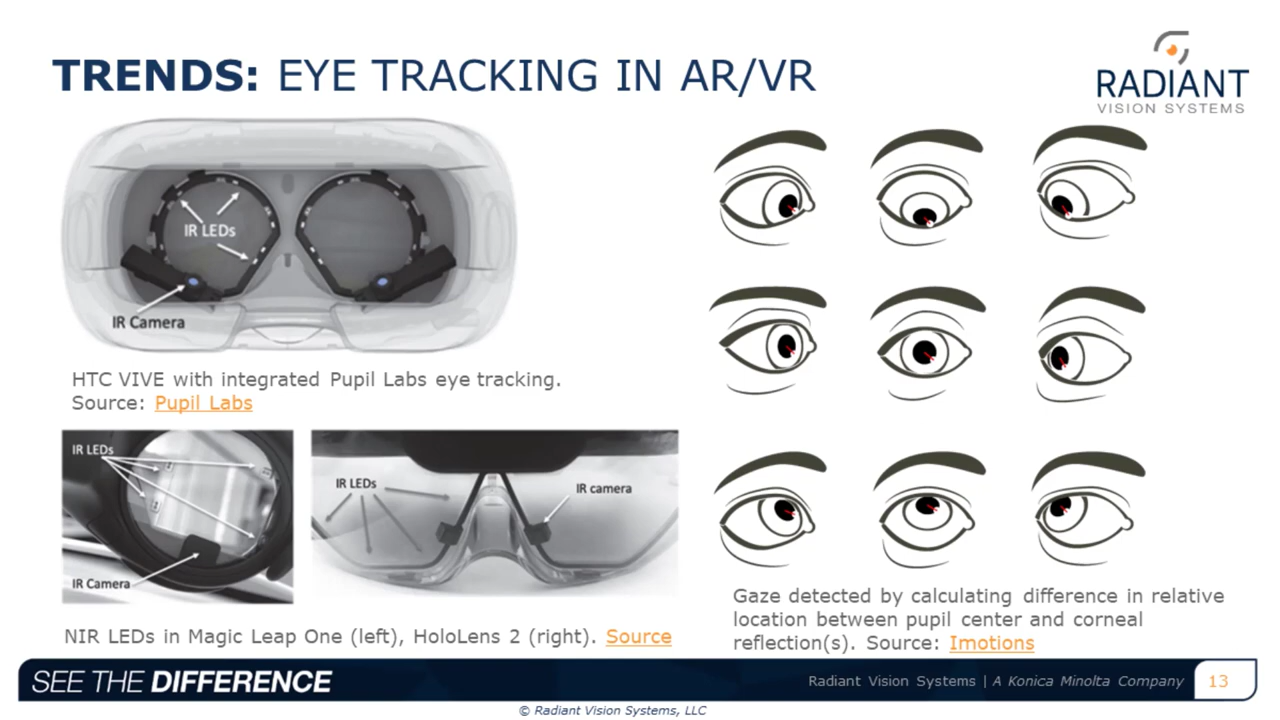 TRENDS: EYE TRACKING IN AR/VR
RADIANT
VISION SYSTEMS
IR LEDs
IR Camera
HTC VIVE with integrated Pupil Labs eye tracking.
Source: Pupil Labs
IR LEDs
IR Camera
IR LEDs
IR camera
NIR LEDs in Magic Leap One (left), HoloLens 2 (right). Source
Gaze detected by calculating difference in relative
location between pupil center and corneal
reflection(s). Source: Imotions
SEE THE DIFFERENCE
Radiant Vision Systems | A Konica Minolta Company
13
© Radiant Vision Systems, LLC